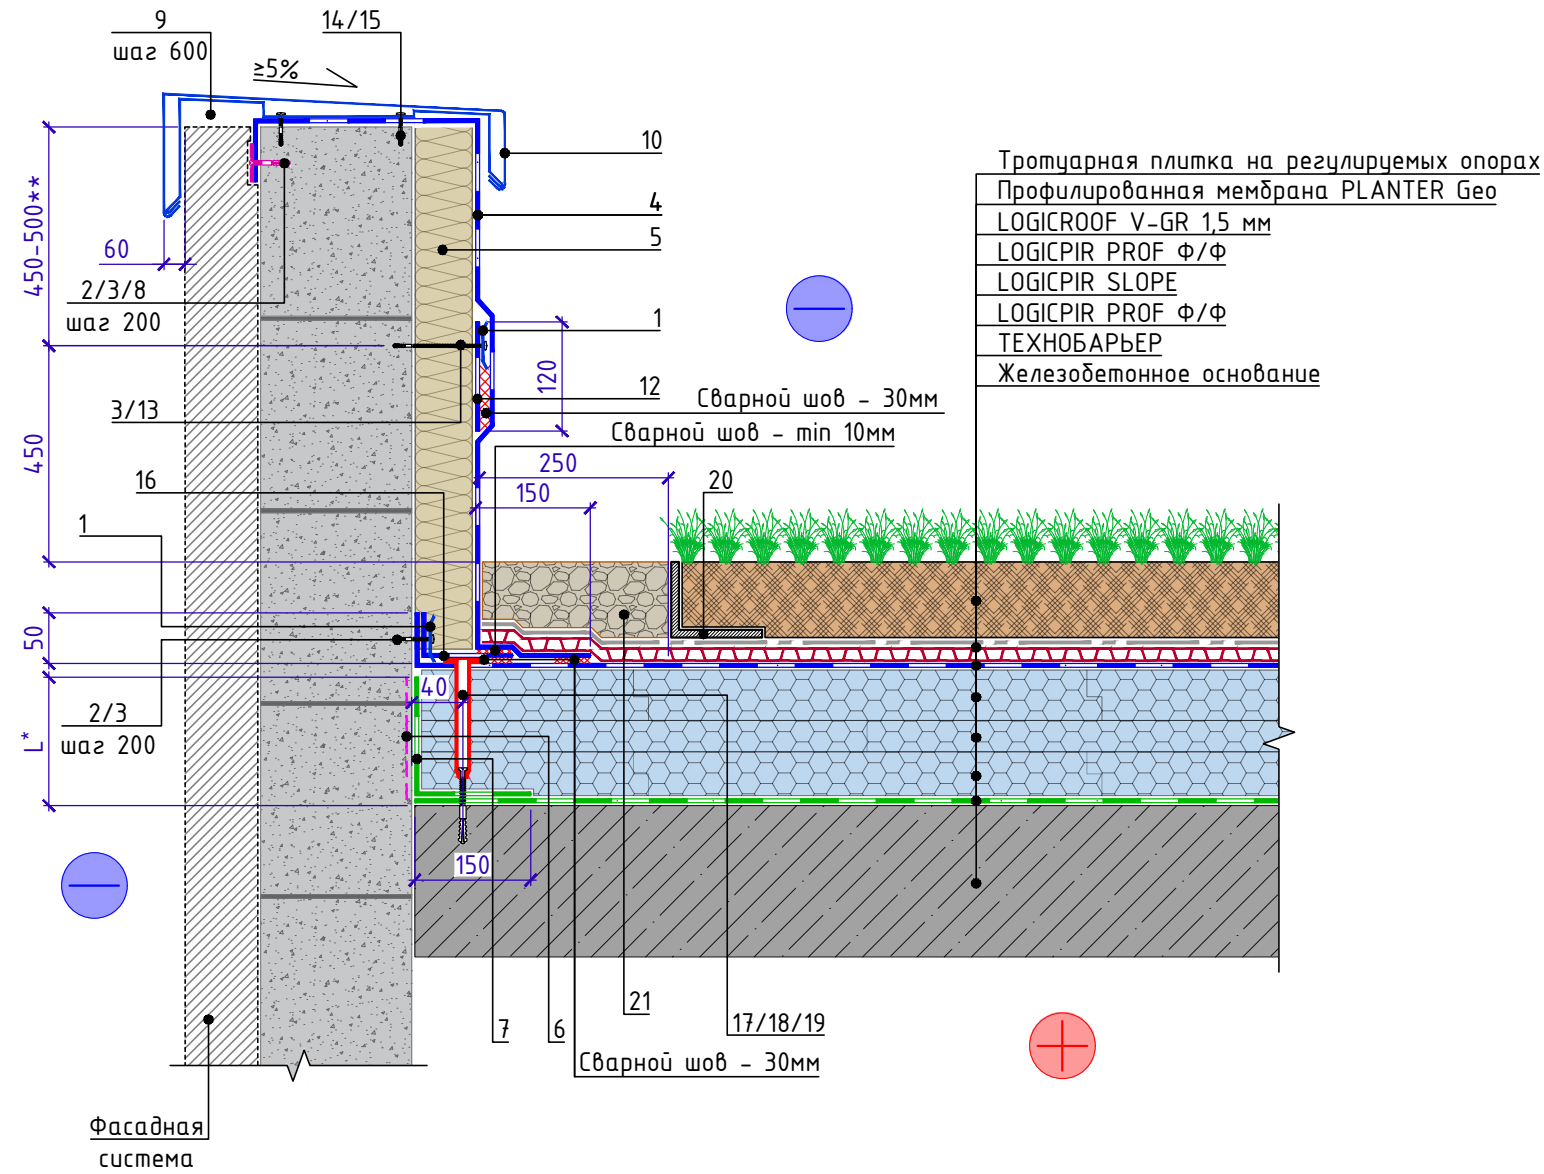 9
шаг 600
14/15
≥5%
10
4
5
1
12
Тротуарная плитка на регулируемых опорах
Профилированная мембрана PLANTER Geo
LOGICROOF V-GR 1,5 мм
LOGICPIR PROF Ф/Ф
LOGICPIR SLOPE
LOGICPIR PROF Ф/Ф
ТЕХНОБАРЬЕР
Железобетонное основание
450-500**
60
2/3/8
шаг 200
120
3/13
Сварной шов - 30мм
Сварной шов - min 10мм
450
250
150
20
16
1
50
2/3
шаг 200
40
L*
150
21
17/18/19
7
6
Сварной шов - 30мм
Фасадная
система